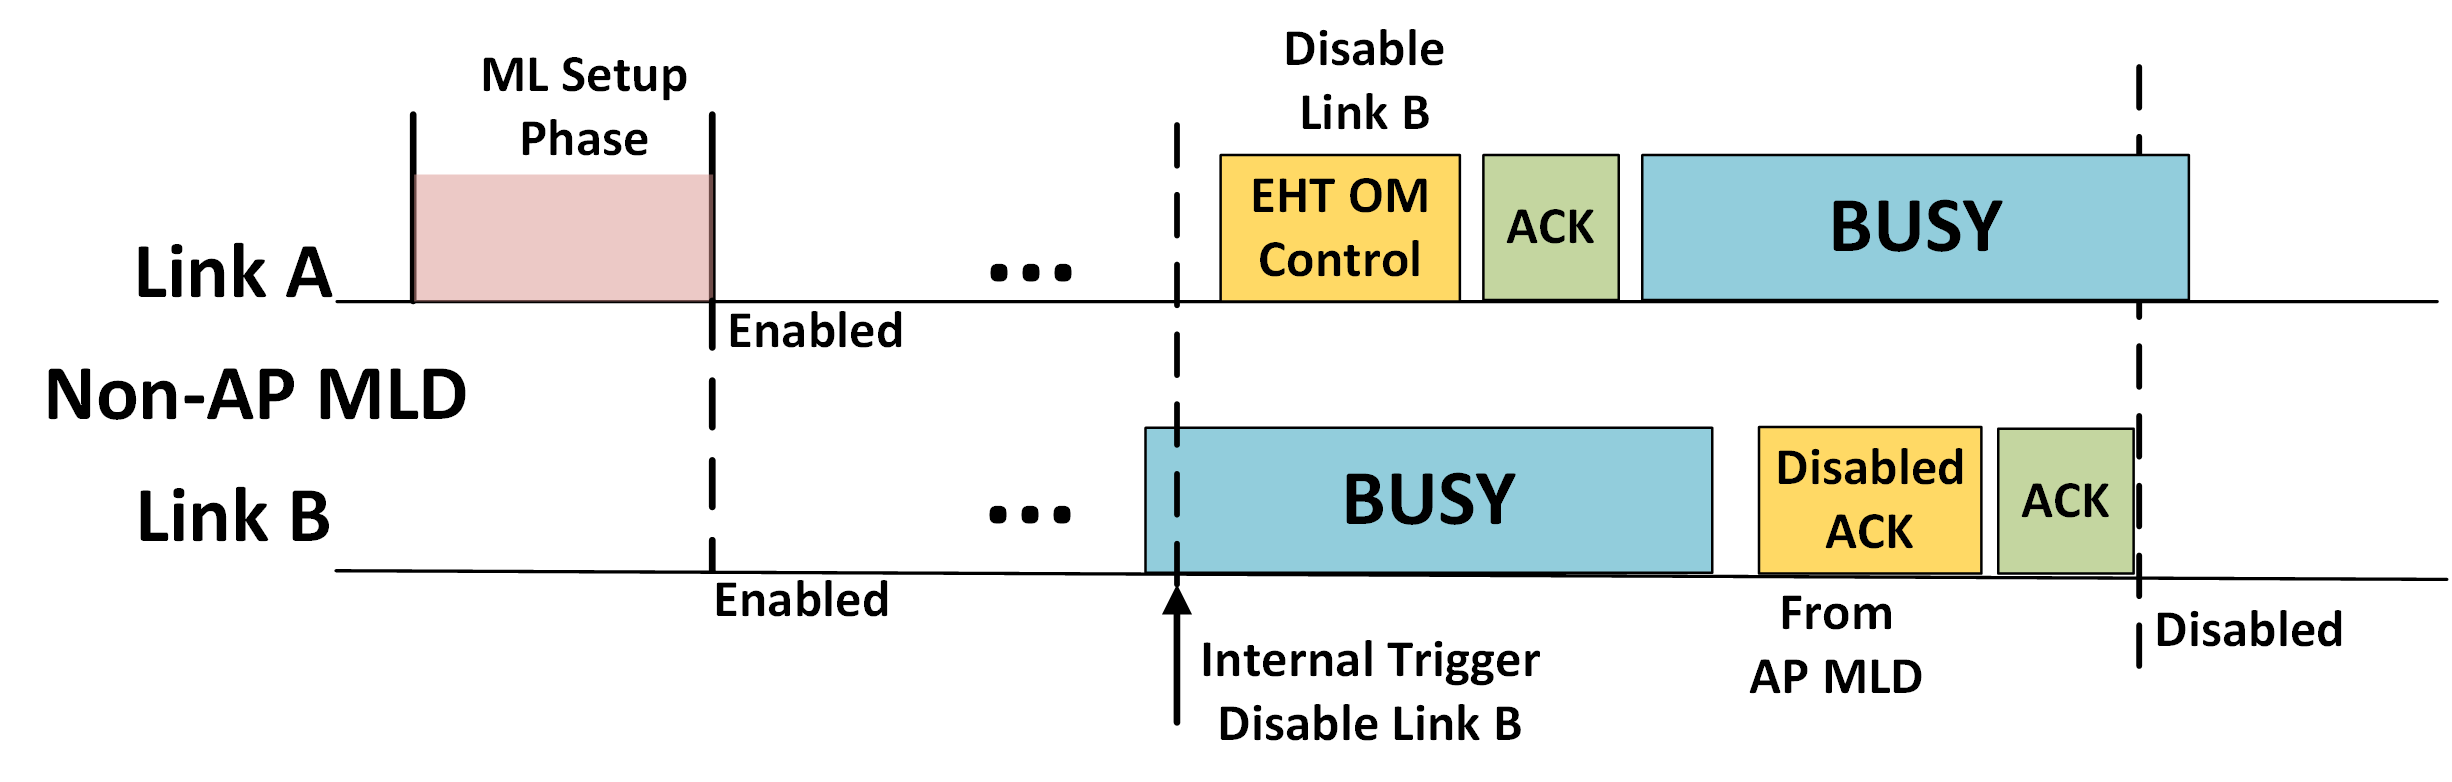 ML Setup
Phase
Disable
Link B
EHT OM
Control
ACK
BUSY
Link A
...
Enabled
Non-AP MLD
BUSY
Disabled
ACK
ACK
Link B
...
Enabled
From
AP MLD
Disabled
Internal Trigger
Disable Link B